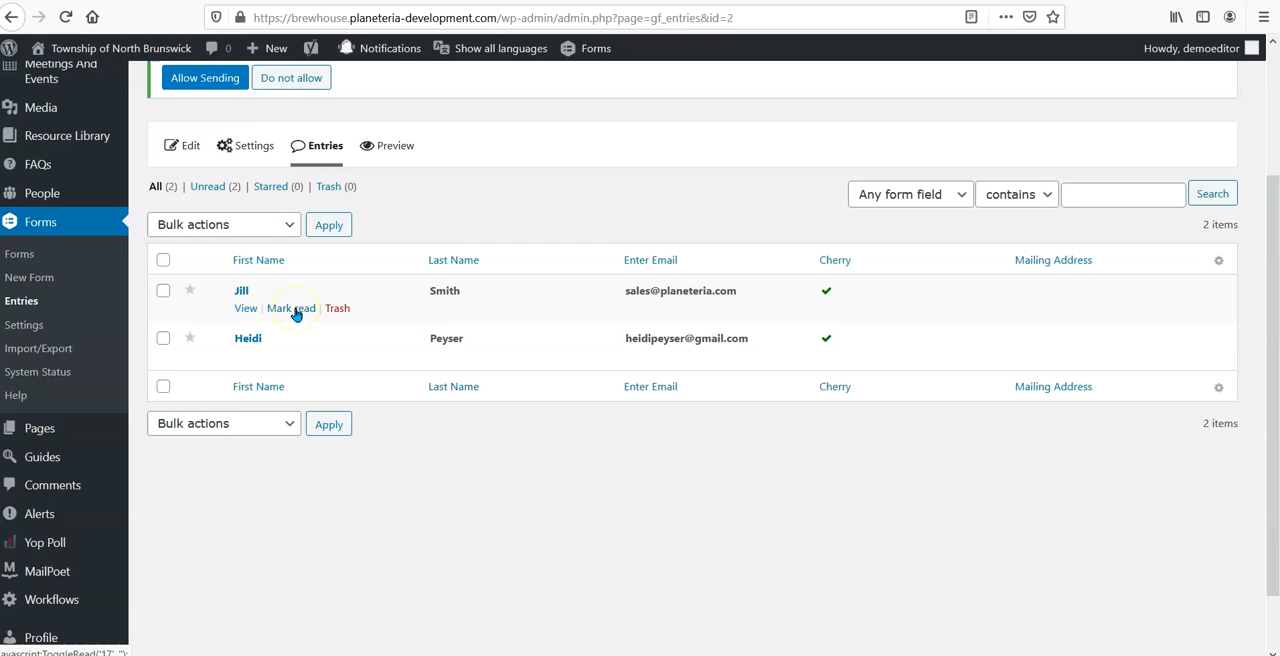 https://brewhouse.planeteria-development.com/wp-admin/admin.php?page=gf_entries&id=2
Township of North Brunswick 0 New Notifications Show all languages Forms Howdy, demoeditor
Meetings And
Events
Media
Resource Library
FAQs
People
Forms
Forms
New Form
Entries
Settings
Import/Export
System Status
Help
Pages
Guides
Comments
Alerts
Yop Poll
MailPoet
Workflows
Profile
Allow Sending Do not allow
Edit Settings Entries Preview
All (2) | Unread (2) | Starred (0) | Trash (0)
Any form field contains Search
Bulk actions Apply 2 items
First Name Last Name Enter Email Cherry Mailing Address
Jill Smith sales@planeteria.com
View | Mark read | Trash
Heidi Peyser heidipeyser@gmail.com
First Name Last Name Enter Email Cherry Mailing Address
Bulk actions Apply 2 items